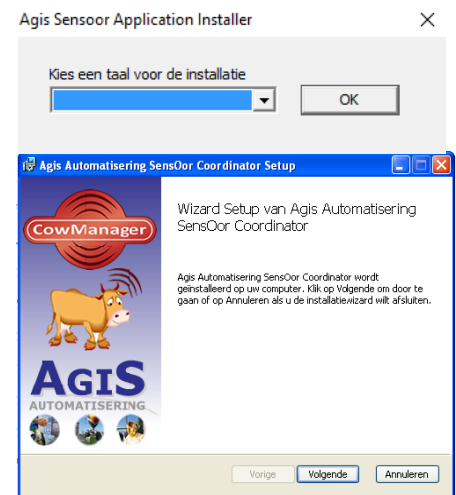 Agis Sensoor Application Installer
Kies een taal voor de installatie
OK
Agis Automatisering SensOor Coordinator Setup
CowManager
Wizard Setup van Agis Automatisering
SensOor Coordinator
Agis Automatisering SensOor Coordinator wordt
geïnstalleerd op uw computer. Klik op Volgende om door te
gaan of op Annuleren als u de installatiewizard wilt afsluiten.
AGIS
AUTOMATISERING
Vorige
Volgende
Annuleren